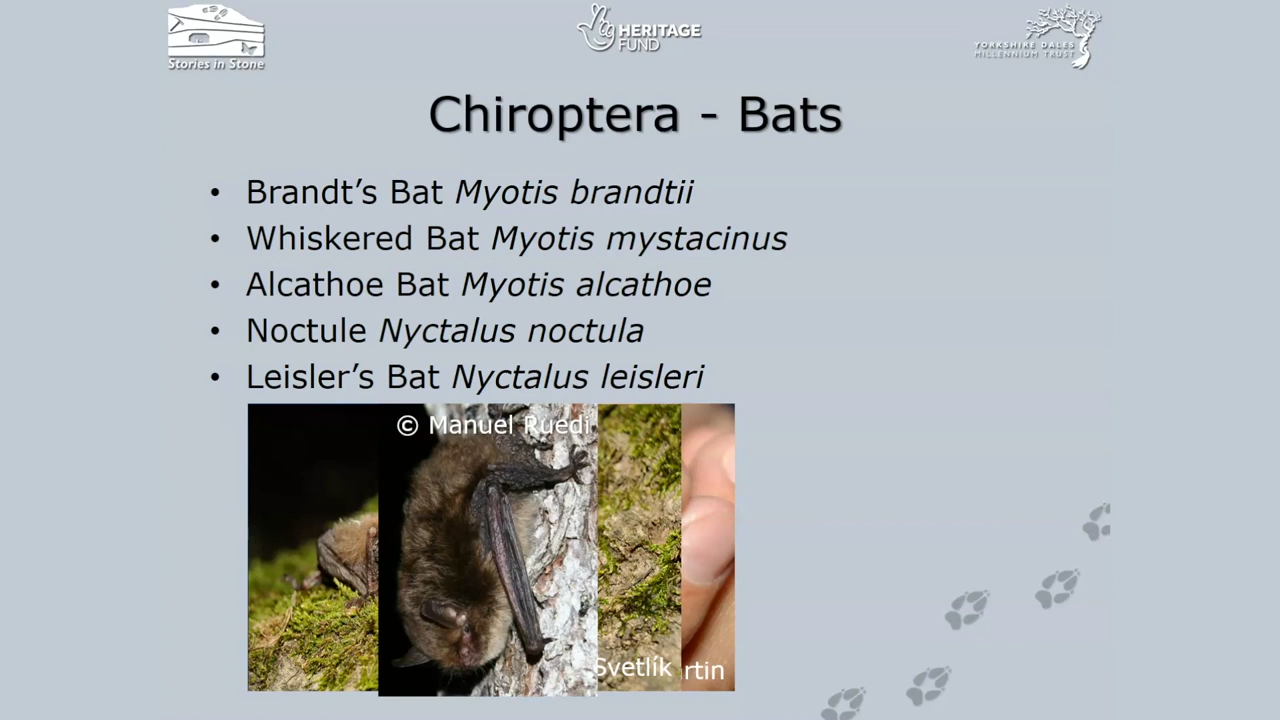 Stories in Stone
HERITAGE
FUND
YORKSHIRE DALES
MILLENNIUM TRUST
Chiroptera - Bats
• Brandt’s Bat Myotis brandtii
• Whiskered Bat Myotis mystacinus
• Alcathoe Bat Myotis alcathoe
• Noctule Nyctalus noctula
• Leisler’s Bat Nyctalus leisleri
© Manuel Ruedi
Svetlík
rtin